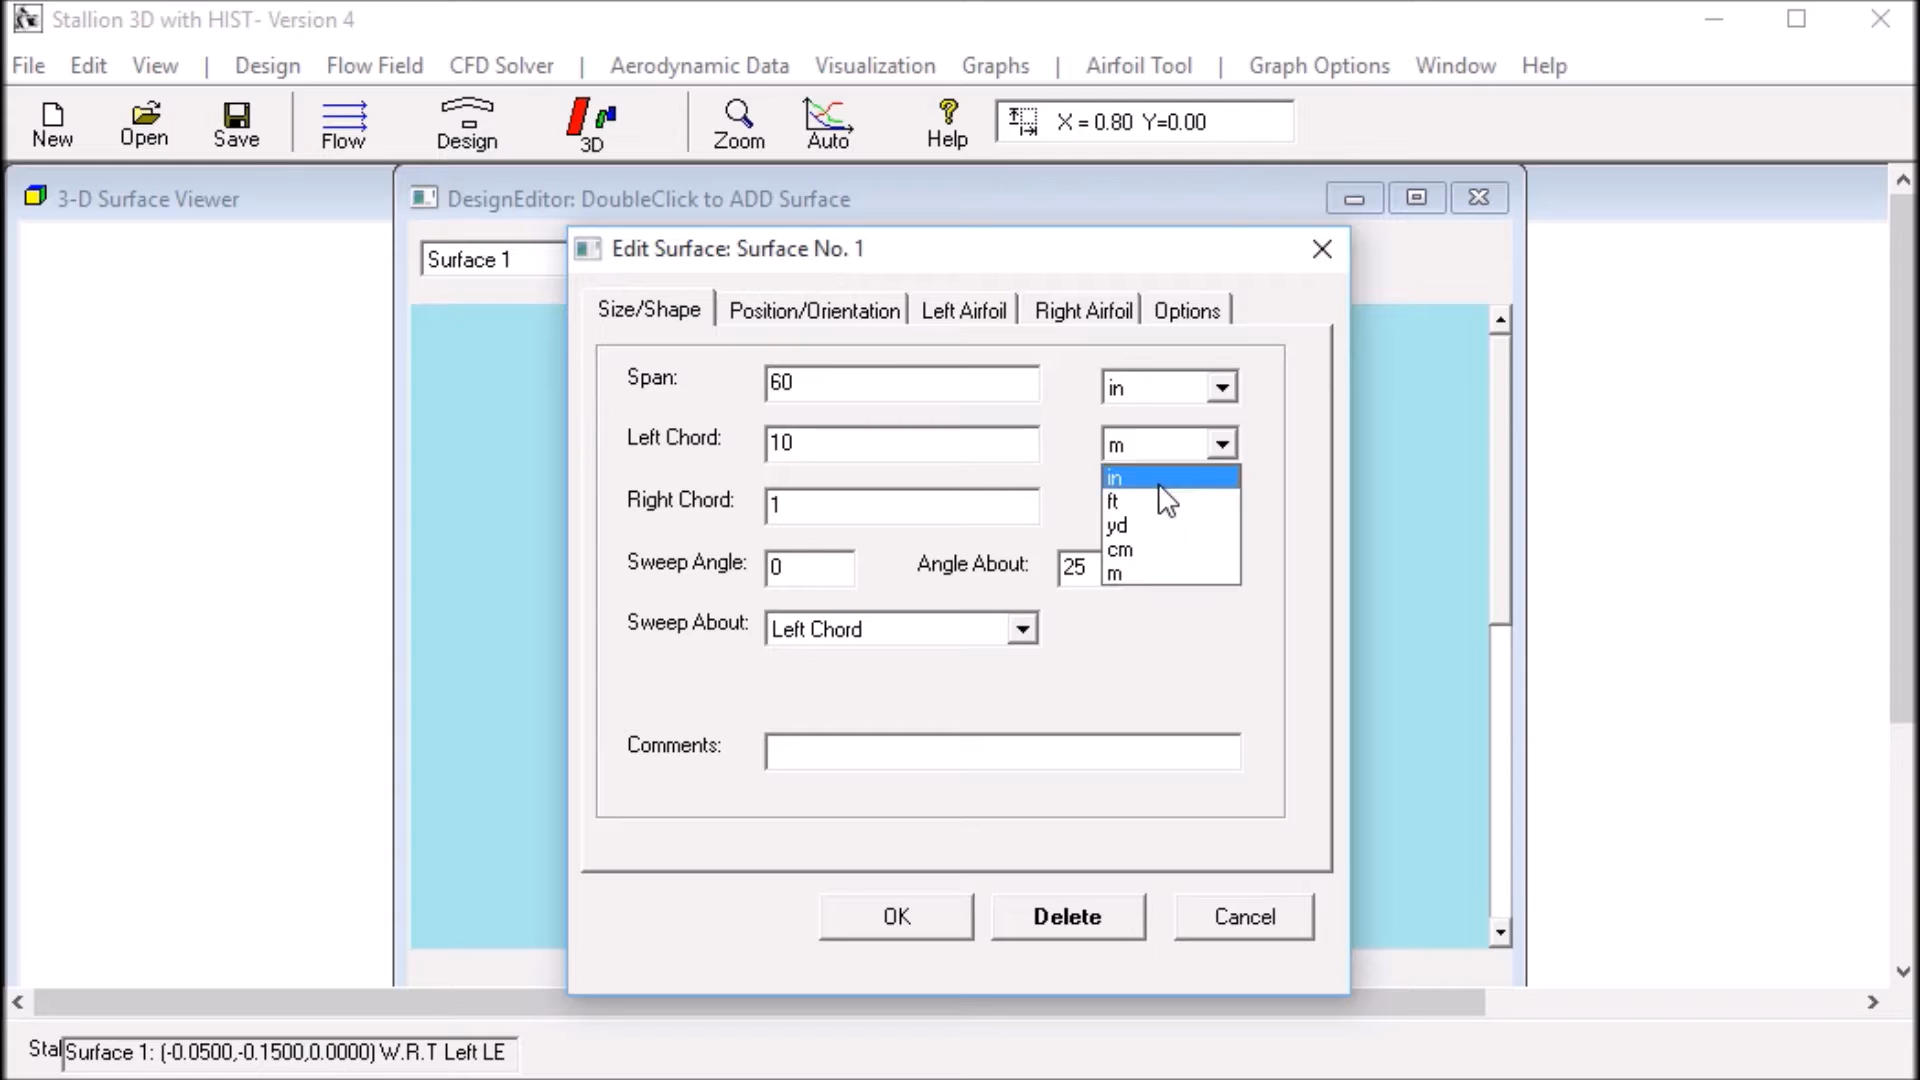 Stallion 3D with HIST- Version 4
File Edit View | Design Flow Field CFD Solver | Aerodynamic Data Visualization Graphs | Airfoil Tool | Graph Options Window Help
New Open Save Flow Design 3D Zoom Auto Help X = 0.80 Y=0.00
3-D Surface Viewer
DesignEditor: DoubleClick to ADD Surface
Surface 1
Edit Surface: Surface No. 1
Size/Shape Position/Orientation Left Airfoil Right Airfoil Options
Span: 60 in
Left Chord: 10 m
in
ft
yd
cm
m
Right Chord: 1
Sweep Angle: 0 Angle About: 25
Sweep About: Left Chord
Comments:
OK Delete Cancel
Stal
Surface 1: (-0.0500,-0.1500,0.0000) W.R.T Left LE